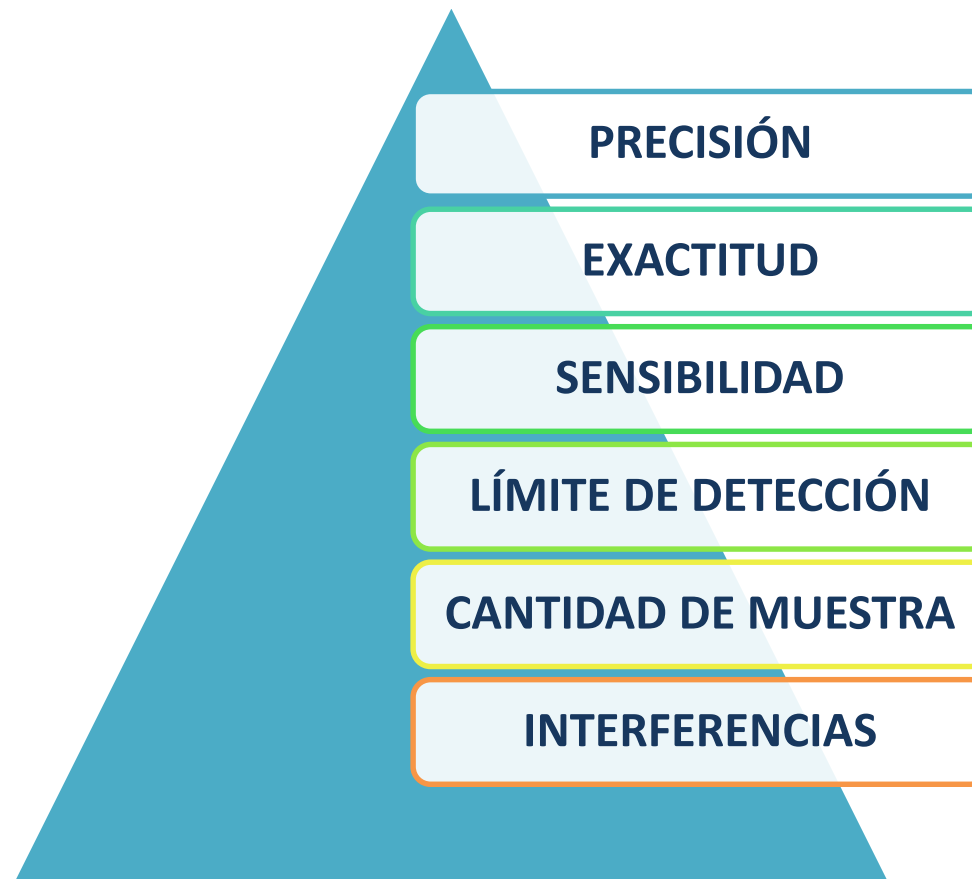 PRECISIÓN
EXACTITUD
SENSIBILIDAD
LÍMITE DE DETECCIÓN
CANTIDAD DE MUESTRA
INTERFERENCIAS